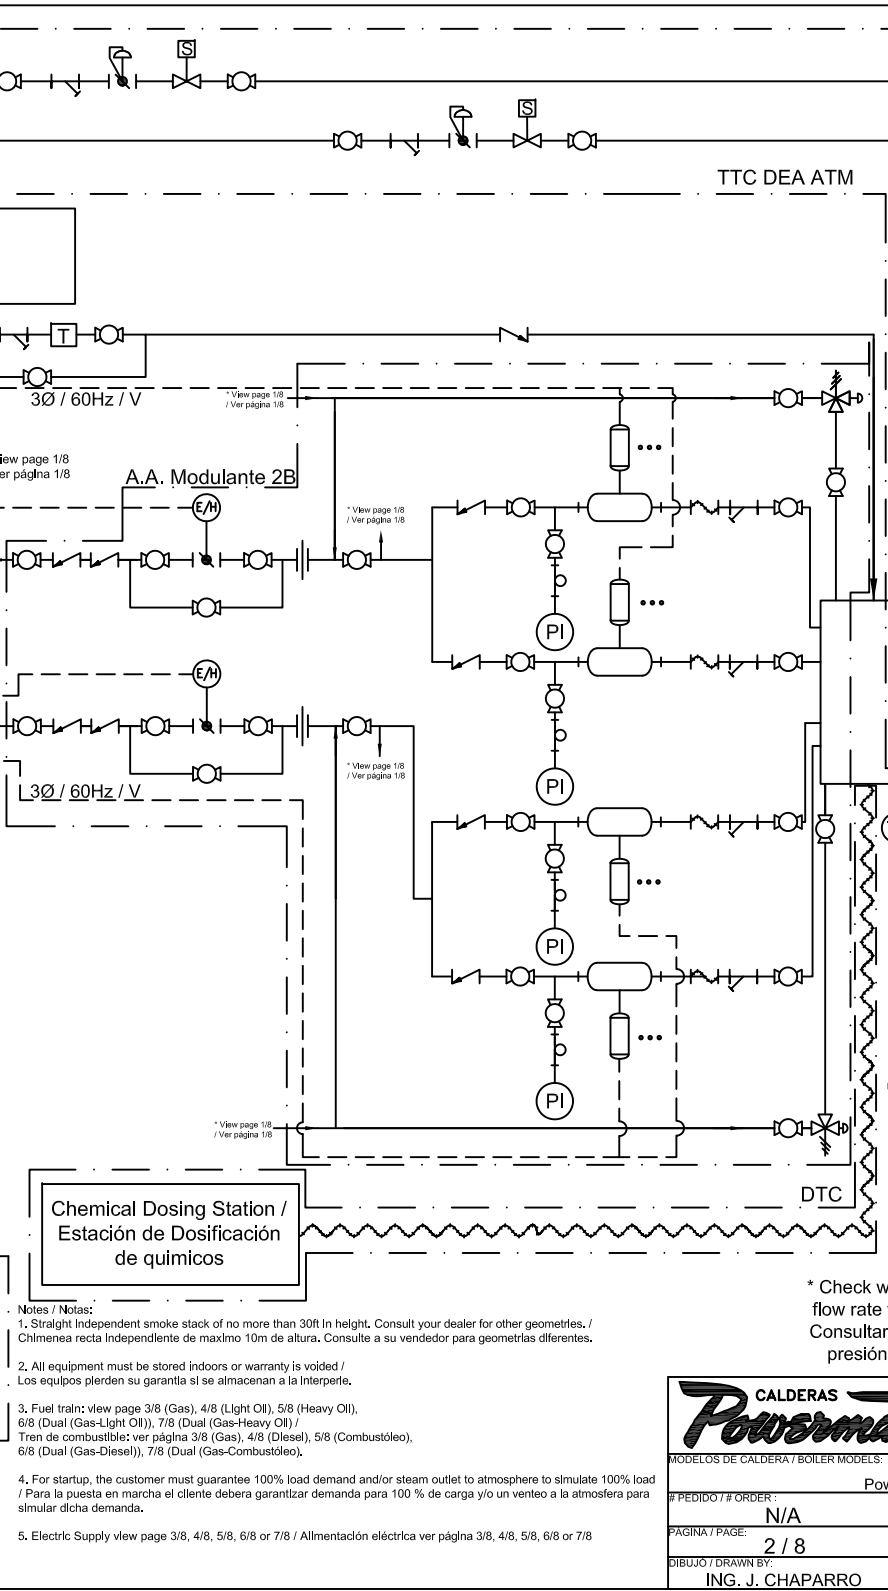 S
S
TTC DEA ATM
T
3Ø / 60Hz / V
* View page 1/8
/ Ver página 1/8
iew page 1/8
er página 1/8
A.A. Modulante 2B
E/H
* View page 1/8
/ Ver página 1/8
PI
E/H
* View page 1/8
/ Ver página 1/8
3Ø / 60Hz / V
PI
PI
PI
* View page 1/8
/ Ver página 1/8
DTC
Chemical Dosing Station /
Estación de Dosificación
de quimicos
* Check w
flow rate
Consultar
presión
Notes / Notas:
1. Straight independent smoke stack of no more than 30ft in height. Consult your dealer for other geometries. /
Chimenea recta independiente de maximo 10m de altura. Consulte a su vendedor para geometrias diferentes.
2. All equipment must be stored indoors or warranty is voided /
Los equipos pierden su garantia si se almacenan a la interperie.
3. Fuel train: view page 3/8 (Gas), 4/8 (Light Oil), 5/8 (Heavy Oil),
6/8 (Dual (Gas-Light Oil)), 7/8 (Dual (Gas-Heavy Oil) /
Tren de combustible: ver página 3/8 (Gas), 4/8 (Diesel), 5/8 (Combustóleo),
6/8 (Dual (Gas-Diesel)), 7/8 (Dual (Gas-Combustóleo).
4. For startup, the customer must guarantee 100% load demand and/or steam outlet to atmosphere to simulate 100% load
/ Para la puesta en marcha el cliente debera garantizar demanda para 100 % de carga y/o un venteo a la atmosfera para
simular dicha demanda.
5. Electric Supply view page 3/8, 4/8, 5/8, 6/8 or 7/8 / Alimentación eléctrica ver página 3/8, 4/8, 5/8, 6/8 or 7/8
CALDERAS
Powerma
MODELOS DE CALDERA / BOILER MODELS:
Pow
# PEDIDO / # ORDER :
N/A
PÁGINA / PAGE:
2 / 8
DIBUJÓ / DRAWN BY:
ING. J. CHAPARRO